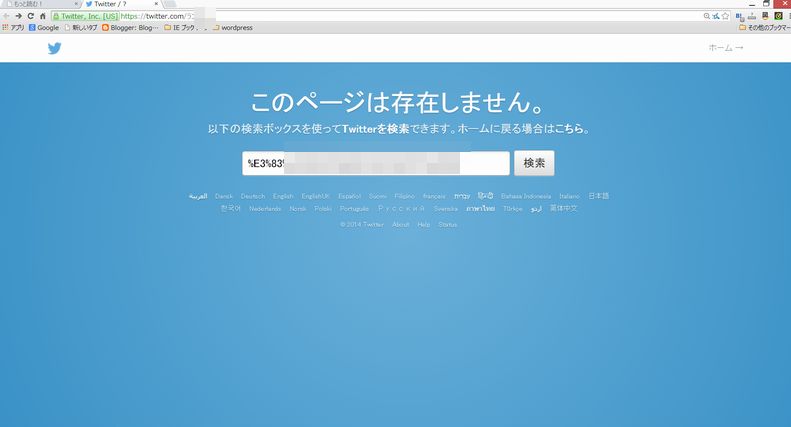 もっと読む！
Twitter / ?
Twitter, Inc. [US] https://twitter.com/
アプリ Google 新しいタブ Blogger: Blog… IE ブック wordpress その他のブックマー
ホーム →
このページは存在しません。
以下の検索ボックスを使ってTwitterを検索できます。ホームに戻る場合はこちら。
%E3%83 検索
العربية Dansk Deutsch English EnglishUK Español Suomi Filipino français עברית हिन्दी Bahasa Indonesia Italiano 日本語
한국어 Nederlands Norsk Polski Português Русский Svenska ภาษาไทย Türkçe اردو 简体中文
© 2014 Twitter About Help Status